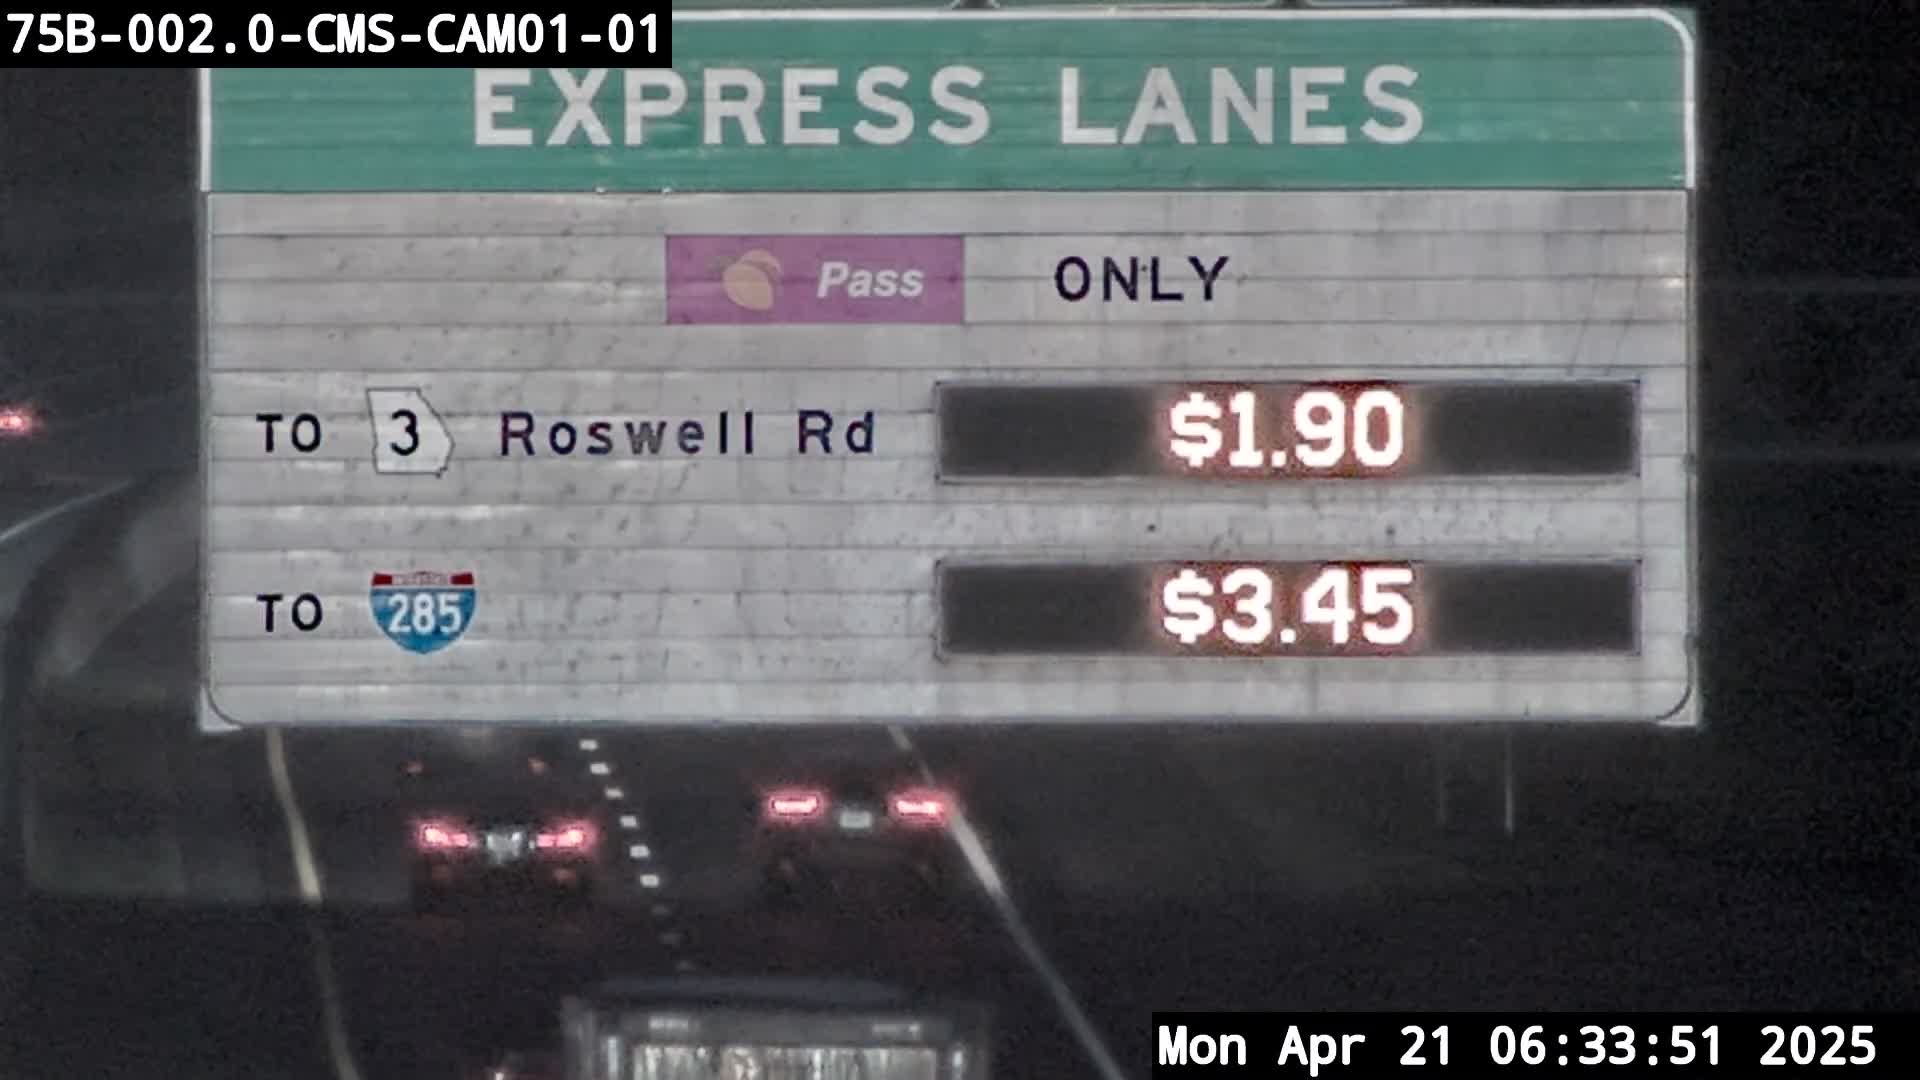 75B-002.0-CMS-CAM01-01
EXPRESS LANES
Pass ONLY
TO 3 Roswell Rd $1.90
TO 285 $3.45
Mon Apr 21 06:33:51 2025